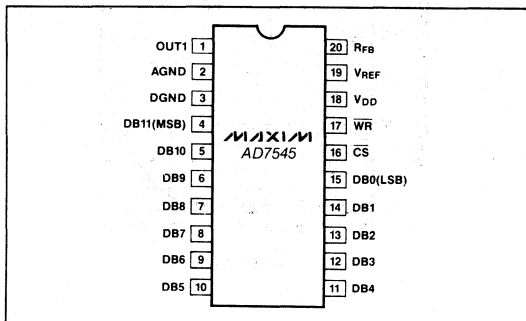 OUT1 1 20 RFB
AGND 2 19 VREF
DGND 3 18 VDD
DB11(MSB) 4 17 W̅R̅
MAXIM
AD7545
DB10 5 16 C̅S̅
DB9 6 15 DB0(LSB)
DB8 7 14 DB1
DB7 8 13 DB2
DB6 9 12 DB3
DB5 10 11 DB4